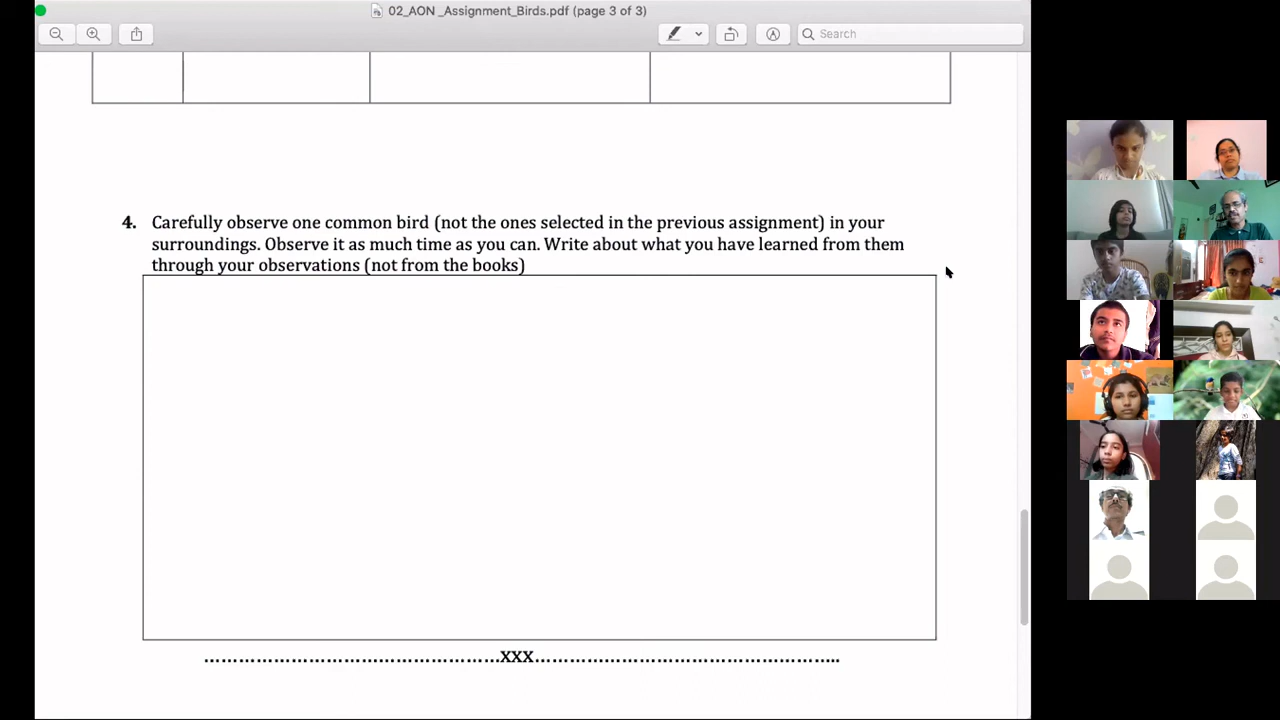 02_AON _Assignment_Birds.pdf (page 3 of 3)
Search
4. Carefully observe one common bird (not the ones selected in the previous assignment) in your
surroundings. Observe it as much time as you can. Write about what you have learned from them
through your observations (not from the books)
…………………………………………….XXX……………………………………………..